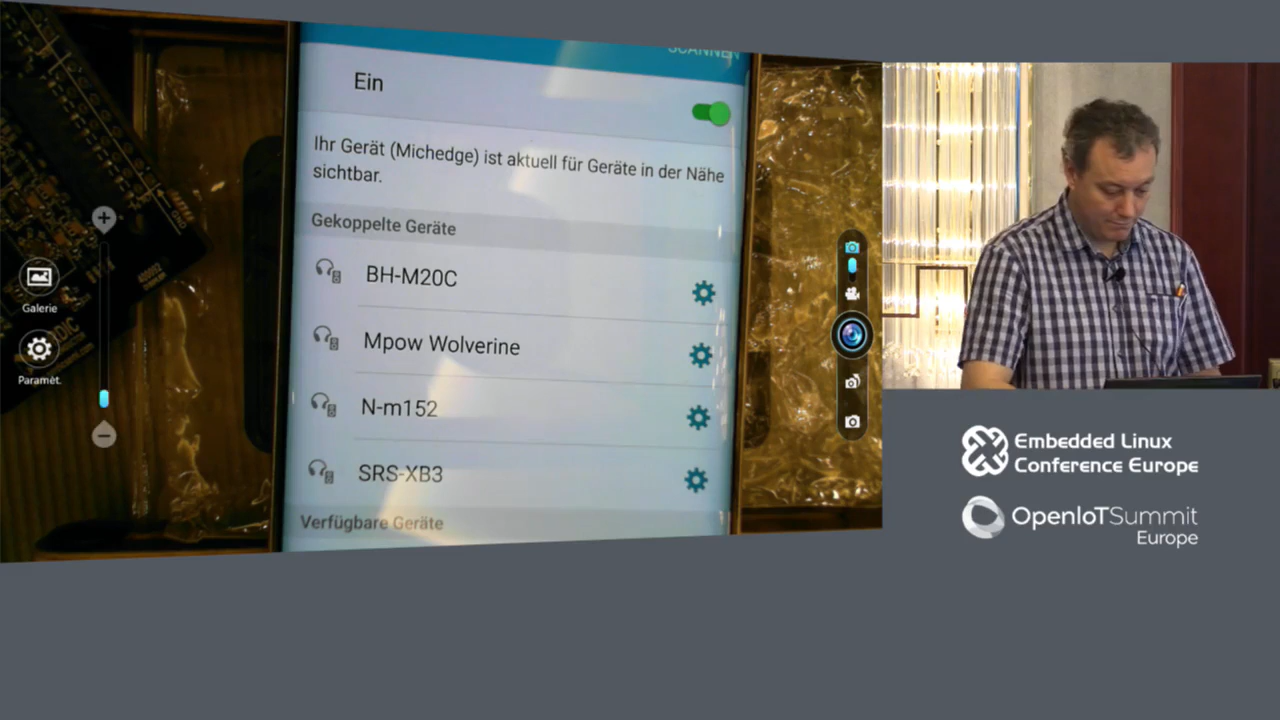 SCANNEN
Ein
Ihr Gerät (Michedge) ist aktuell für Geräte in der Nähe
sichtbar.
Gekoppelte Geräte
BH-M20C
Mpow Wolverine
N-m152
SRS-XB3
Verfügbare Geräte
Galerie
Paramèt.
Embedded Linux
Conference Europe
OpenIoTSummit
Europe